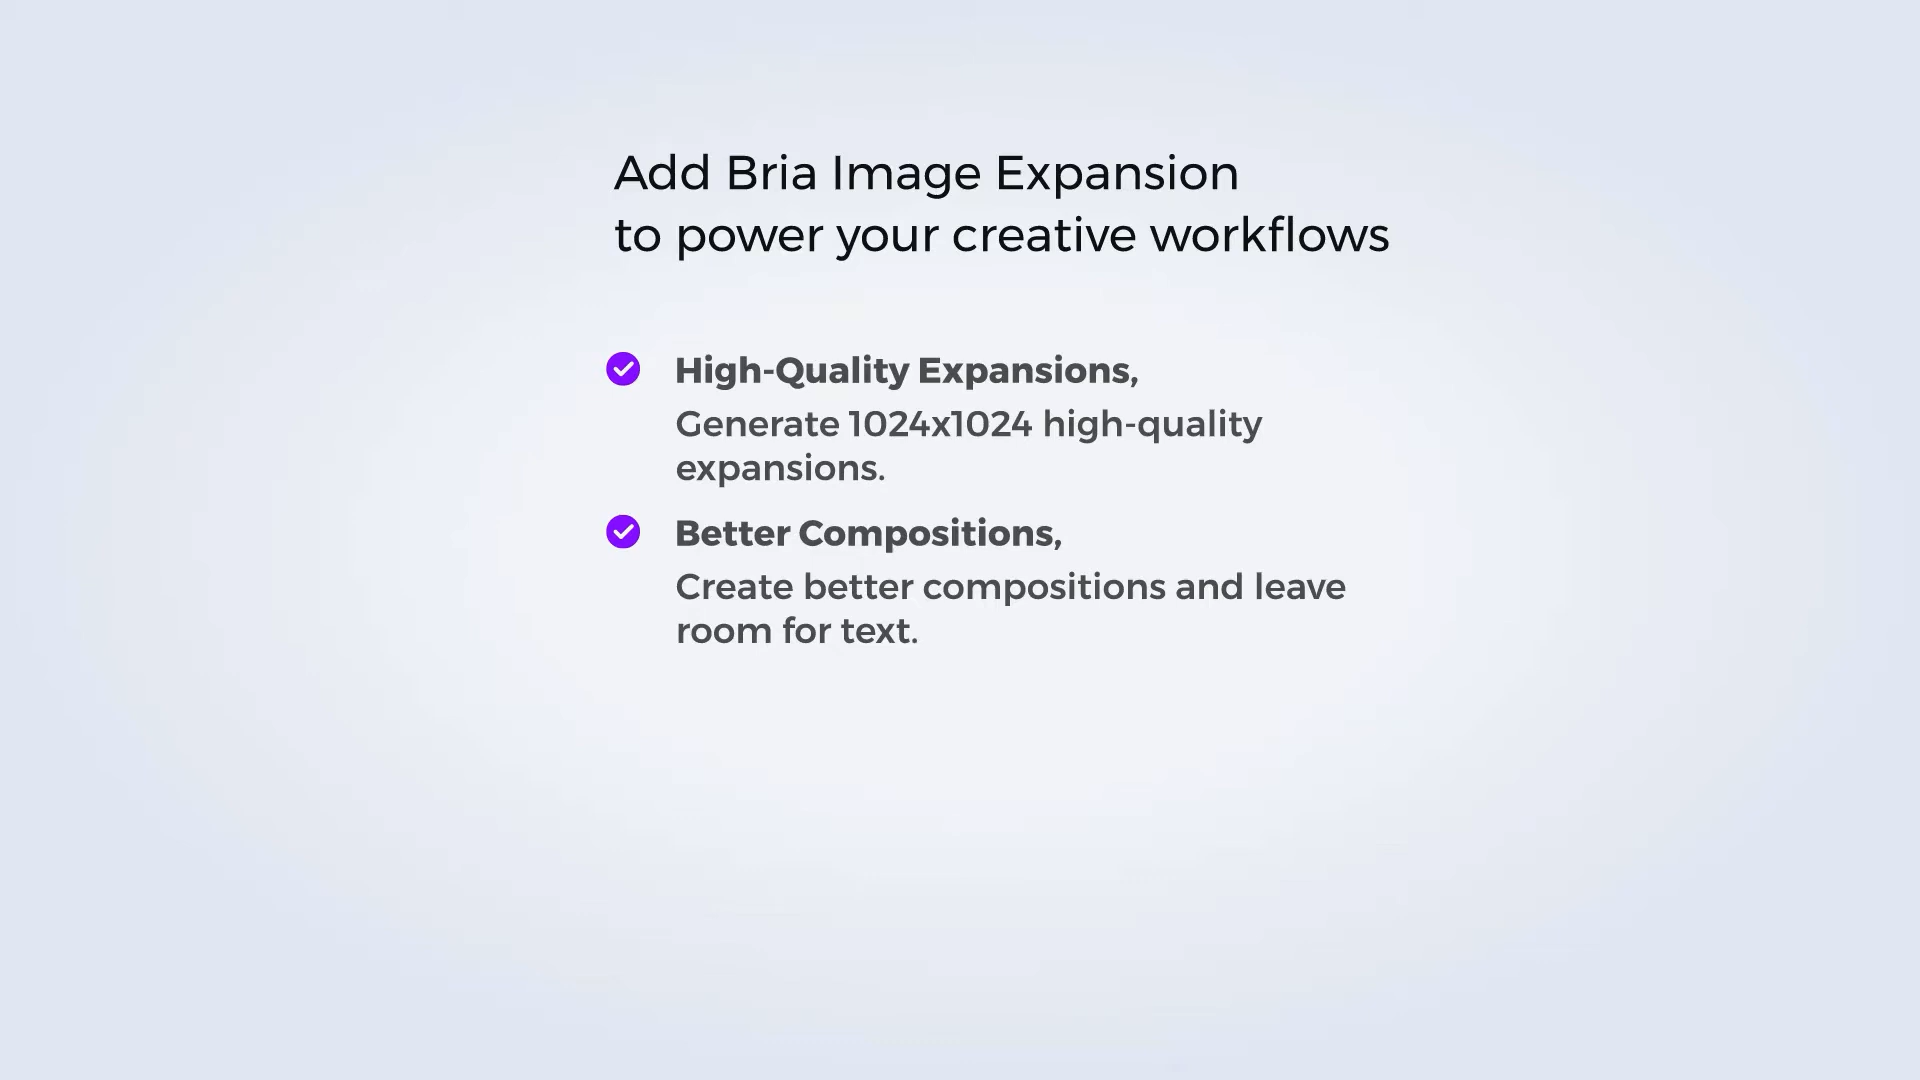 Add Bria Image Expansion
to power your creative workflows
High-Quality Expansions,
Generate 1024x1024 high-quality
expansions.
Better Compositions,
Create better compositions and leave
room for text.